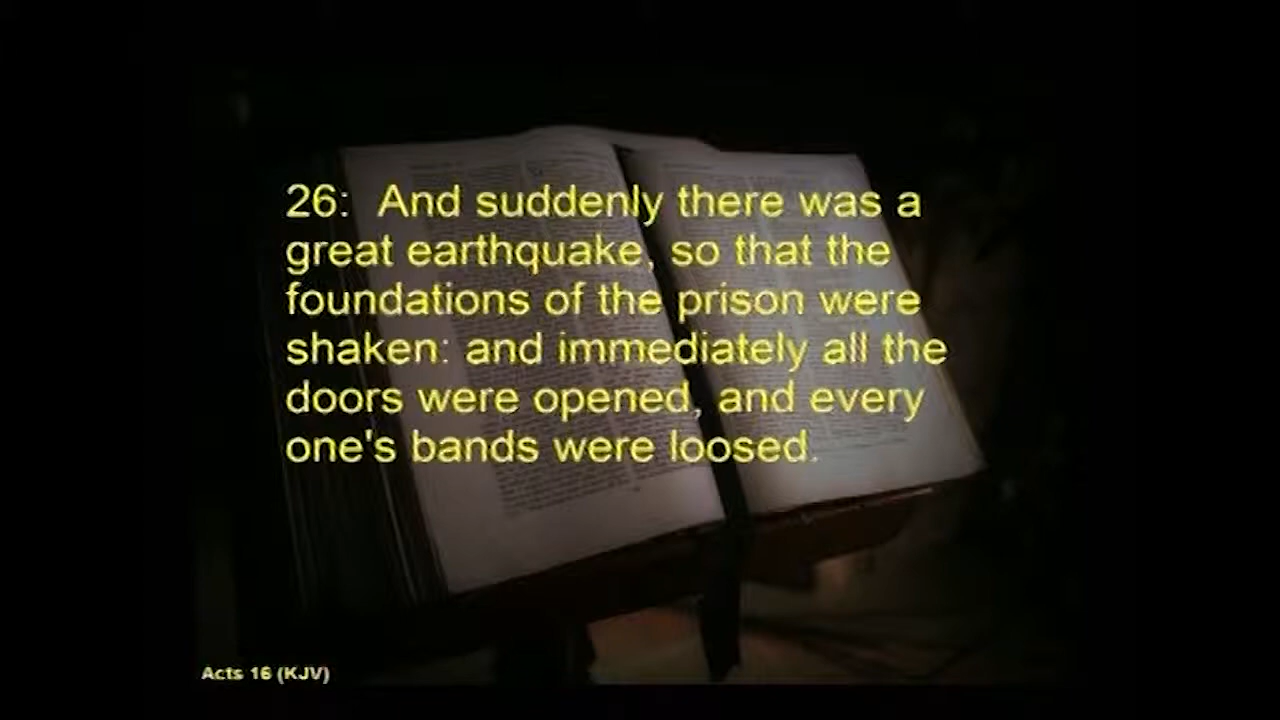 26:  And suddenly there was a
great earthquake, so that the
foundations of the prison were
shaken: and immediately all the
doors were opened, and every
one's bands were loosed.
Acts 16 (KJV)